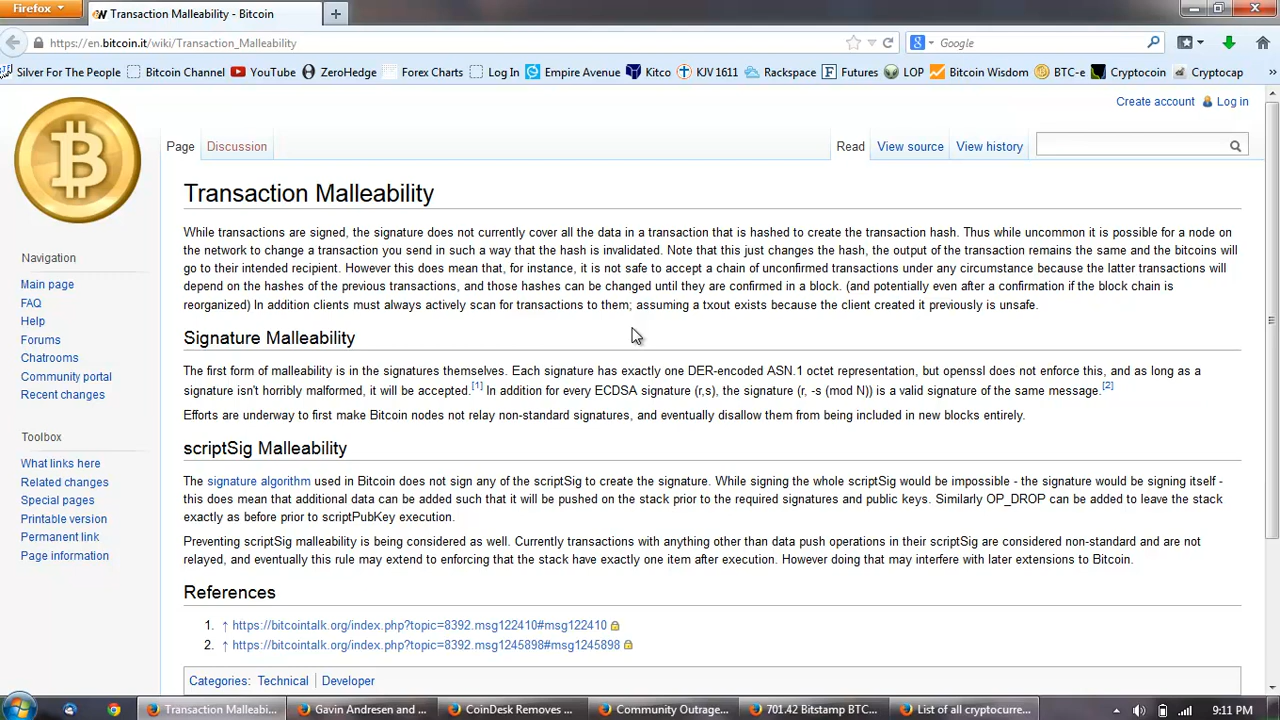 Firefox
Transaction Malleability - Bitcoin
https://en.bitcoin.it/wiki/Transaction_Malleability
Google
Silver For The People Bitcoin Channel YouTube ZeroHedge Forex Charts Log In Empire Avenue Kitco KJV 1611 Rackspace Futures LOP Bitcoin Wisdom BTC-e Cryptocoin Cryptocap »
Create account Log in
Page Discussion Read View source View history
Transaction Malleability
While transactions are signed, the signature does not currently cover all the data in a transaction that is hashed to create the transaction hash. Thus while uncommon it is possible for a node on
the network to change a transaction you send in such a way that the hash is invalidated. Note that this just changes the hash, the output of the transaction remains the same and the bitcoins will
go to their intended recipient. However this does mean that, for instance, it is not safe to accept a chain of unconfirmed transactions under any circumstance because the latter transactions will
depend on the hashes of the previous transactions, and those hashes can be changed until they are confirmed in a block. (and potentially even after a confirmation if the block chain is
reorganized) In addition clients must always actively scan for transactions to them; assuming a txout exists because the client created it previously is unsafe.
Signature Malleability
The first form of malleability is in the signatures themselves. Each signature has exactly one DER-encoded ASN.1 octet representation, but openssl does not enforce this, and as long as a
signature isn't horribly malformed, it will be accepted.[1] In addition for every ECDSA signature (r,s), the signature (r, -s (mod N)) is a valid signature of the same message.[2]
Efforts are underway to first make Bitcoin nodes not relay non-standard signatures, and eventually disallow them from being included in new blocks entirely.
scriptSig Malleability
The signature algorithm used in Bitcoin does not sign any of the scriptSig to create the signature. While signing the whole scriptSig would be impossible - the signature would be signing itself -
this does mean that additional data can be added such that it will be pushed on the stack prior to the required signatures and public keys. Similarly OP_DROP can be added to leave the stack
exactly as before prior to scriptPubKey execution.
Preventing scriptSig malleability is being considered as well. Currently transactions with anything other than data push operations in their scriptSig are considered non-standard and are not
relayed, and eventually this rule may extend to enforcing that the stack have exactly one item after execution. However doing that may interfere with later extensions to Bitcoin.
References
1. ↑ https://bitcointalk.org/index.php?topic=8392.msg122410#msg122410
2. ↑ https://bitcointalk.org/index.php?topic=8392.msg1245898#msg1245898
Categories: Technical | Developer
Navigation
Main page
FAQ
Help
Forums
Chatrooms
Community portal
Recent changes
Toolbox
What links here
Related changes
Special pages
Printable version
Permanent link
Page information
Transaction Malleabi... Gavin Andresen and ... CoinDesk Removes ... Community Outrage... 701.42 Bitstamp BTC... List of all cryptocurre... 9:11 PM